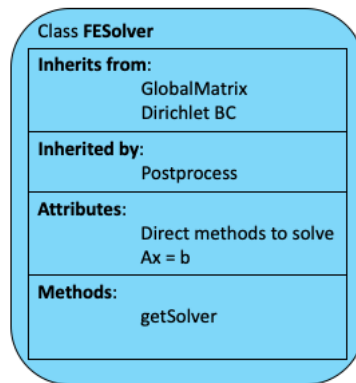 Class FESolver
Inherits from:
GlobalMatrix
Dirichlet BC
Inherited by:
Postprocess
Attributes:
Direct methods to solve
Ax = b
Methods:
getSolver